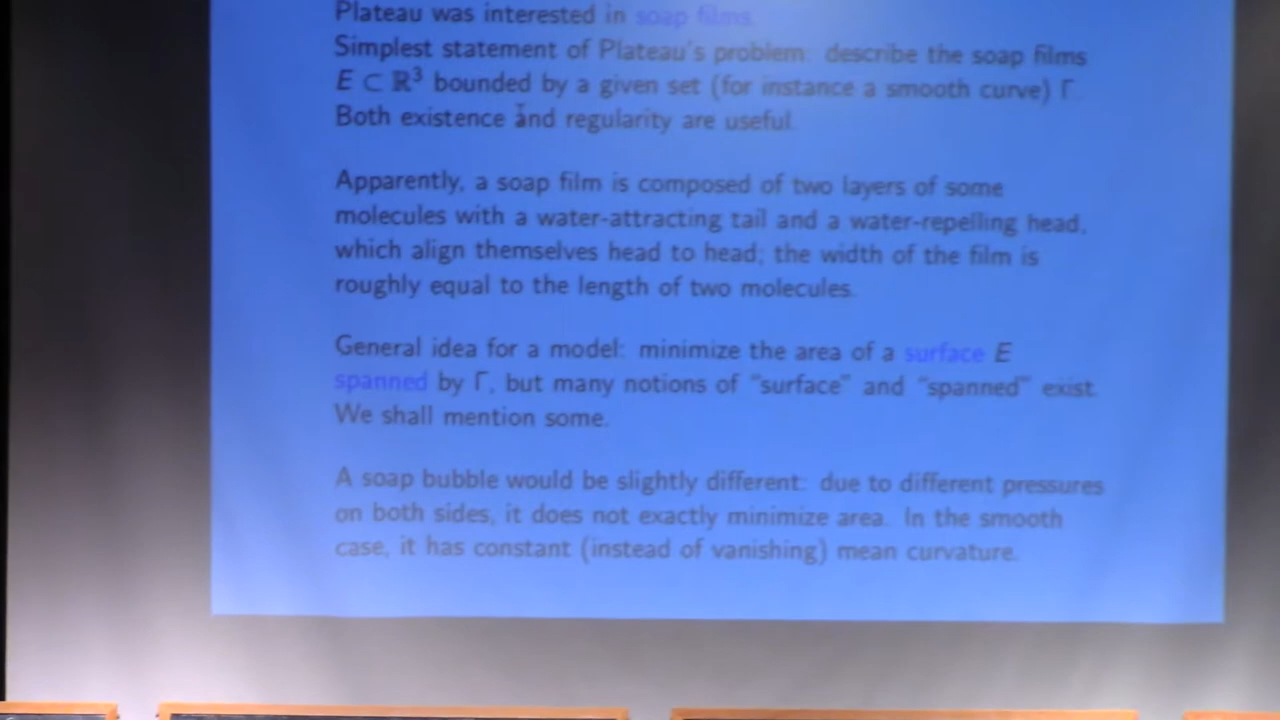 Plateau was interested in soap films.
Simplest statement of Plateau's problem: describe the soap films
E ⊂ ℝ³ bounded by a given set (for instance a smooth curve) Γ.
Both existence and regularity are useful.
Apparently, a soap film is composed of two layers of some
molecules with a water-attracting tail and a water-repelling head,
which align themselves head to head; the width of the film is
roughly equal to the length of two molecules.
General idea for a model: minimize the area of a surface E
spanned by Γ, but many notions of "surface" and "spanned" exist.
We shall mention some.
A soap bubble would be slightly different: due to different pressures
on both sides, it does not exactly minimize area. In the smooth
case, it has constant (instead of vanishing) mean curvature.